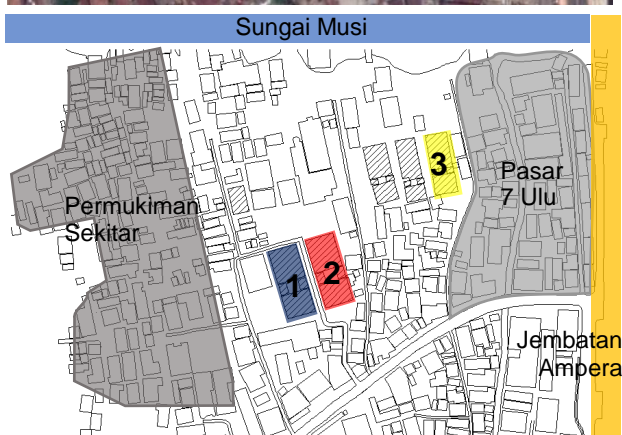 Sungai Musi
Permukiman
Sekitar
1
2
3
Pasar
7 Ulu
Jembatan
Ampera